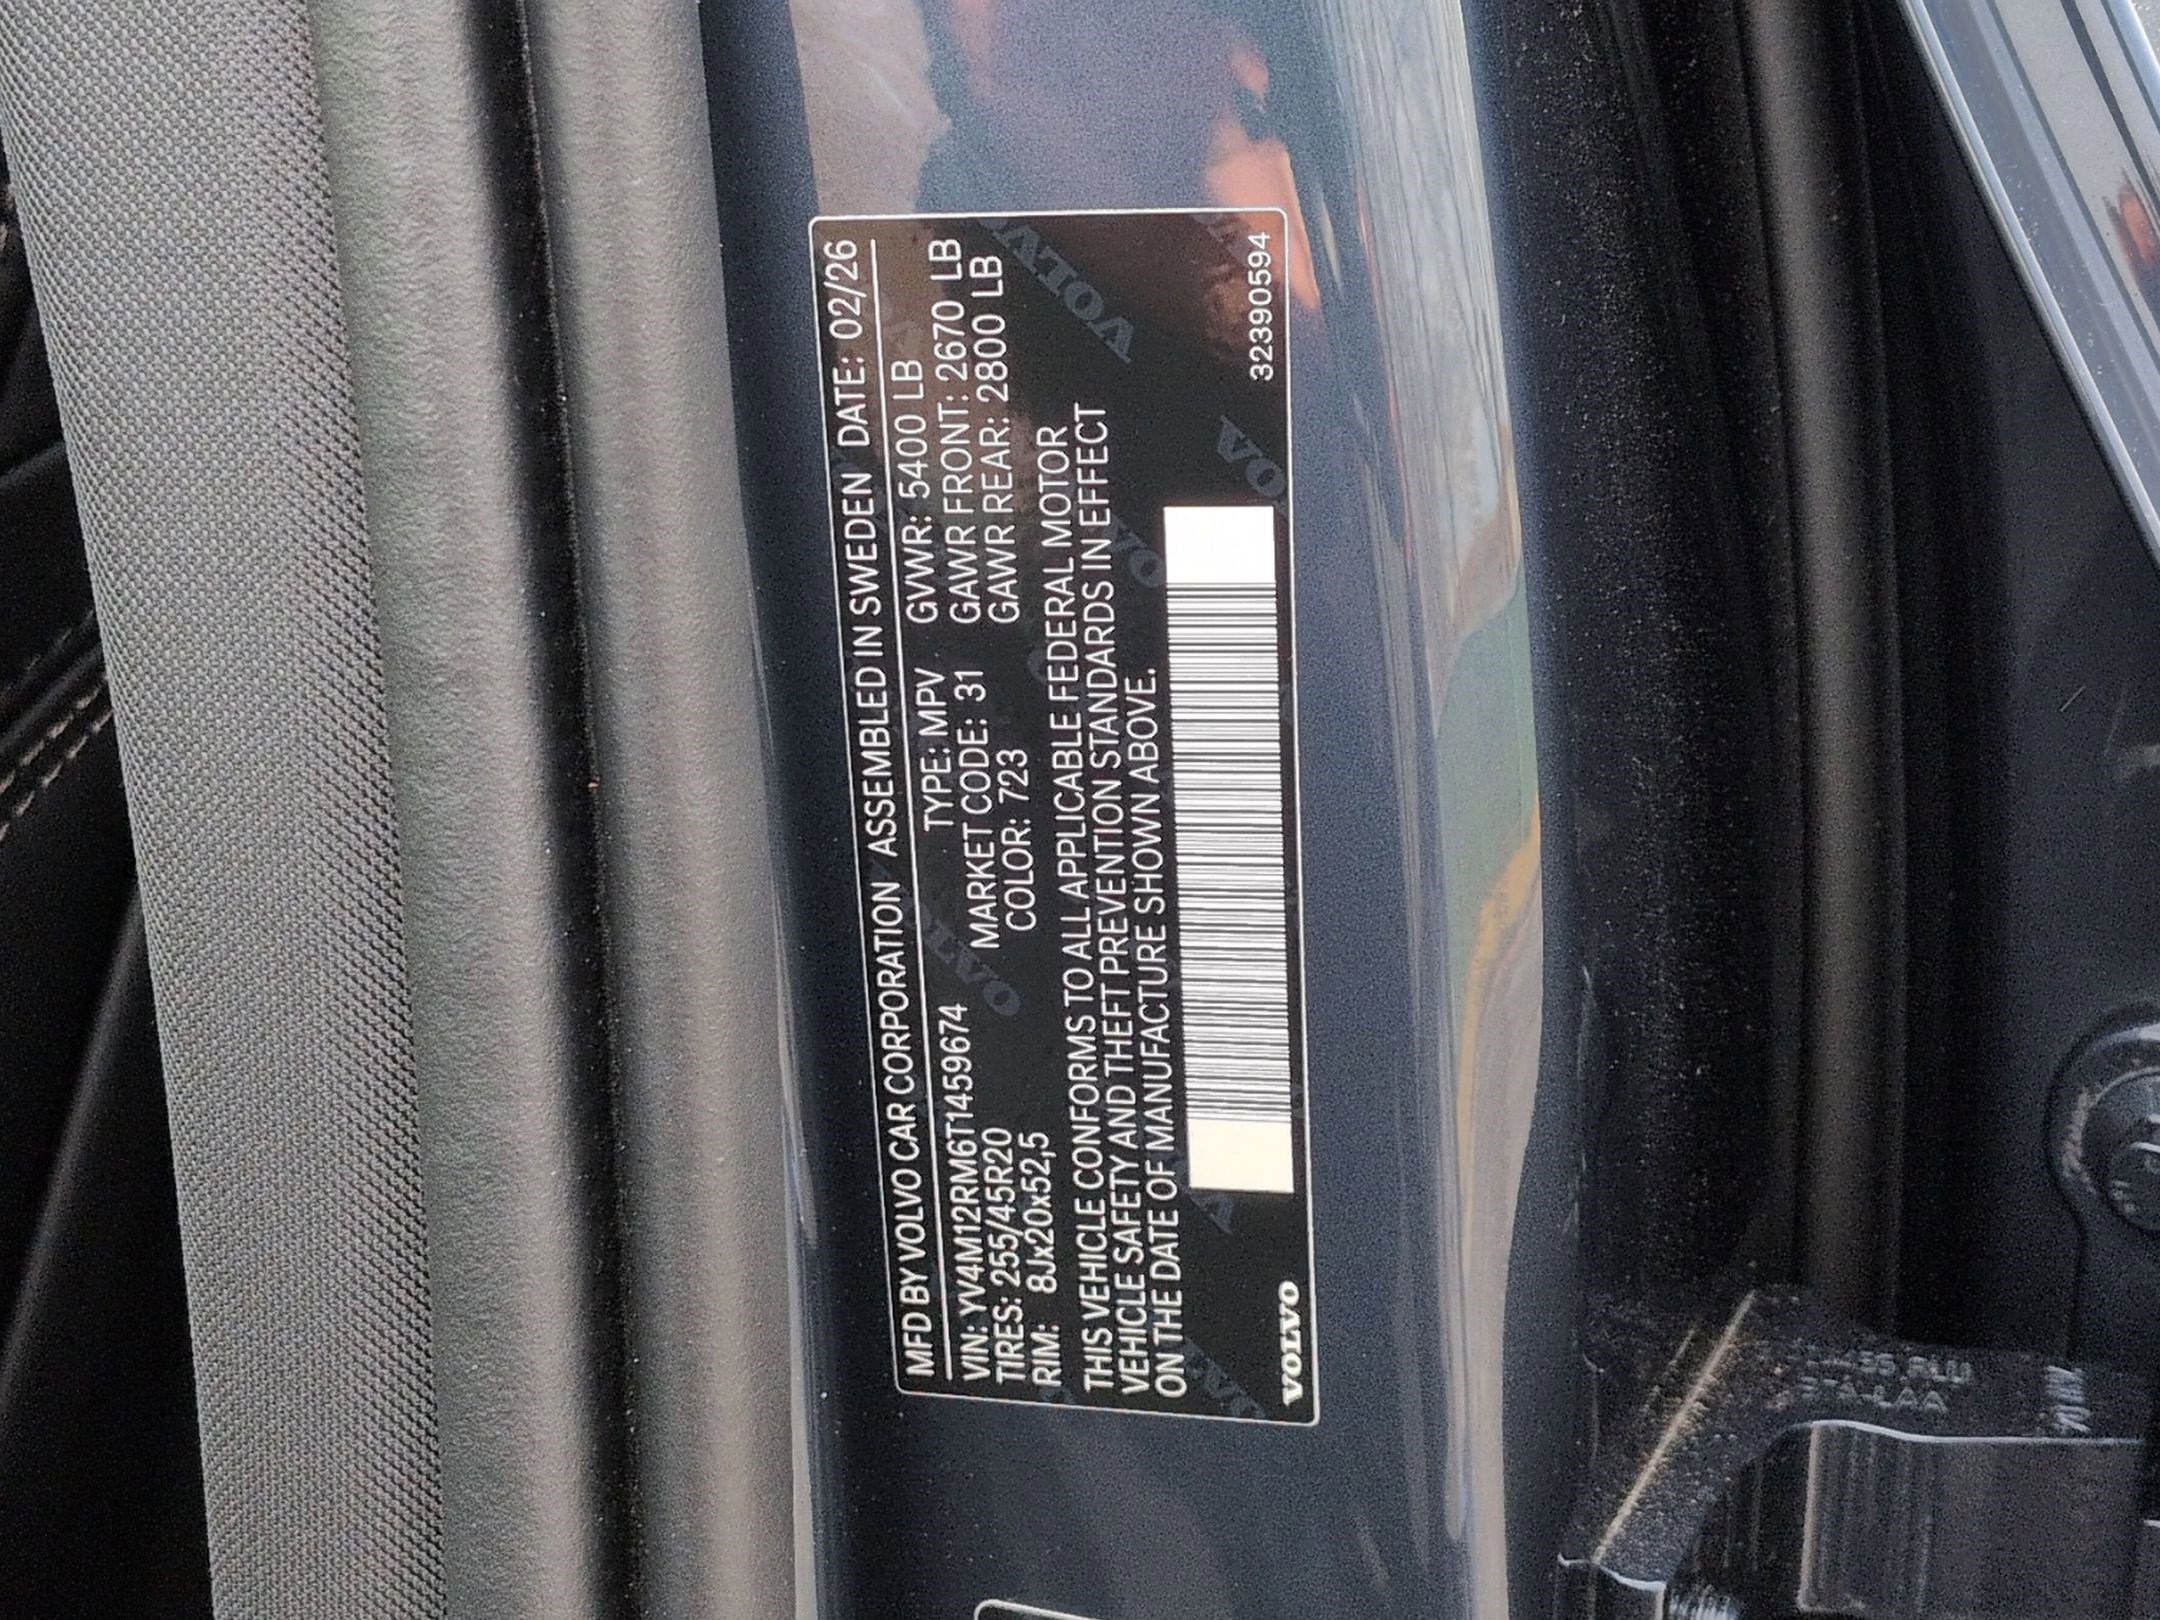 MFD BY VOLVO CAR CORPORATION ASSEMBLED IN SWEDEN DATE: 02/26
VIN: YV4M12RM6T1459674 TYPE: MPV GVWR: 5400 LB
TIRES: 255/45R20 MARKET CODE: 31 GAWR FRONT: 2670 LB
RIM: 8Jx20x52,5 COLOR: 723 GAWR REAR: 2800 LB
THIS VEHICLE CONFORMS TO ALL APPLICABLE FEDERAL MOTOR
VEHICLE SAFETY AND THEFT PREVENTION STANDARDS IN EFFECT
ON THE DATE OF MANUFACTURE SHOWN ABOVE.
VOLVO 32390594